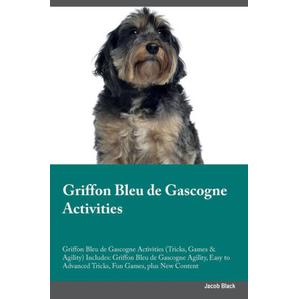 Griffon Bleu de Gascogne
Activities
Griffon Bleu de Gascogne Activities (Tricks, Games &
Agility) Includes: Griffon Bleu de Gascogne Agility, Easy to
Advanced Tricks, Fun Games, plus New Content
Jacob Black